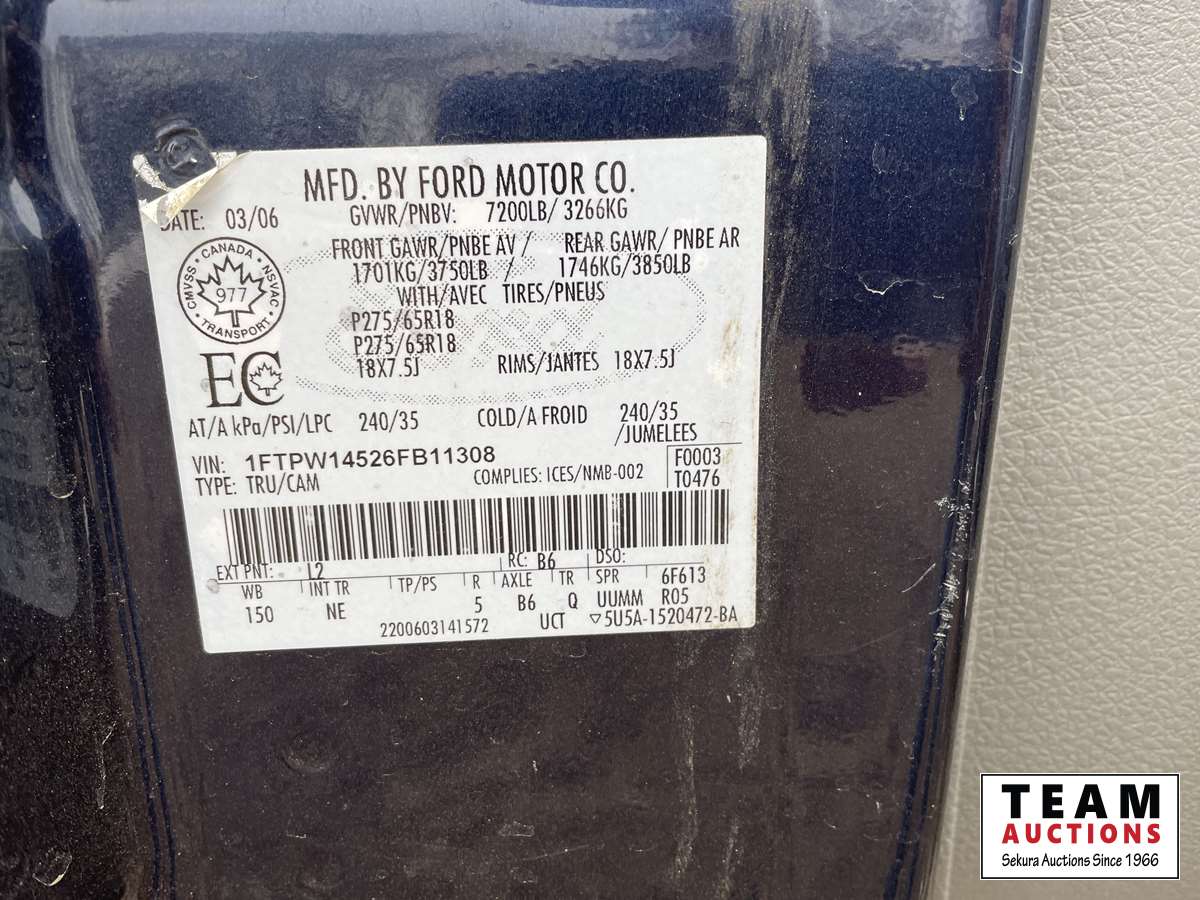 MFD. BY FORD MOTOR CO.
DATE: 03/06 GVWR/PNBV: 7200LB/ 3266KG
FRONT GAWR/PNBE AV / REAR GAWR/ PNBE AR
1701KG/3750LB / 1746KG/3850LB
WITH/AVEC TIRES/PNEUS
P275/65R18
P275/65R18
18X7.5J RIMS/JANTES 18X7.5J
CMVSS · CANADA · NSVAC · TRANSPORT ·
977
EC
AT/A kPa/PSI/LPC 240/35 COLD/A FROID 240/35
/JUMELEES
VIN: 1FTPW14526FB11308
TYPE: TRU/CAM COMPLIES: ICES/NMB-002
F0003
T0476
EXT PNT: L2 RC: B6 DSO:
WB INT TR TP/PS R AXLE TR SPR 6F613
150 NE 5 B6 Q UUMM R05
2200603141572 UCT ▽5U5A-1520472-BA
TEAM
AUCTIONS
Sekura Auctions Since 1966